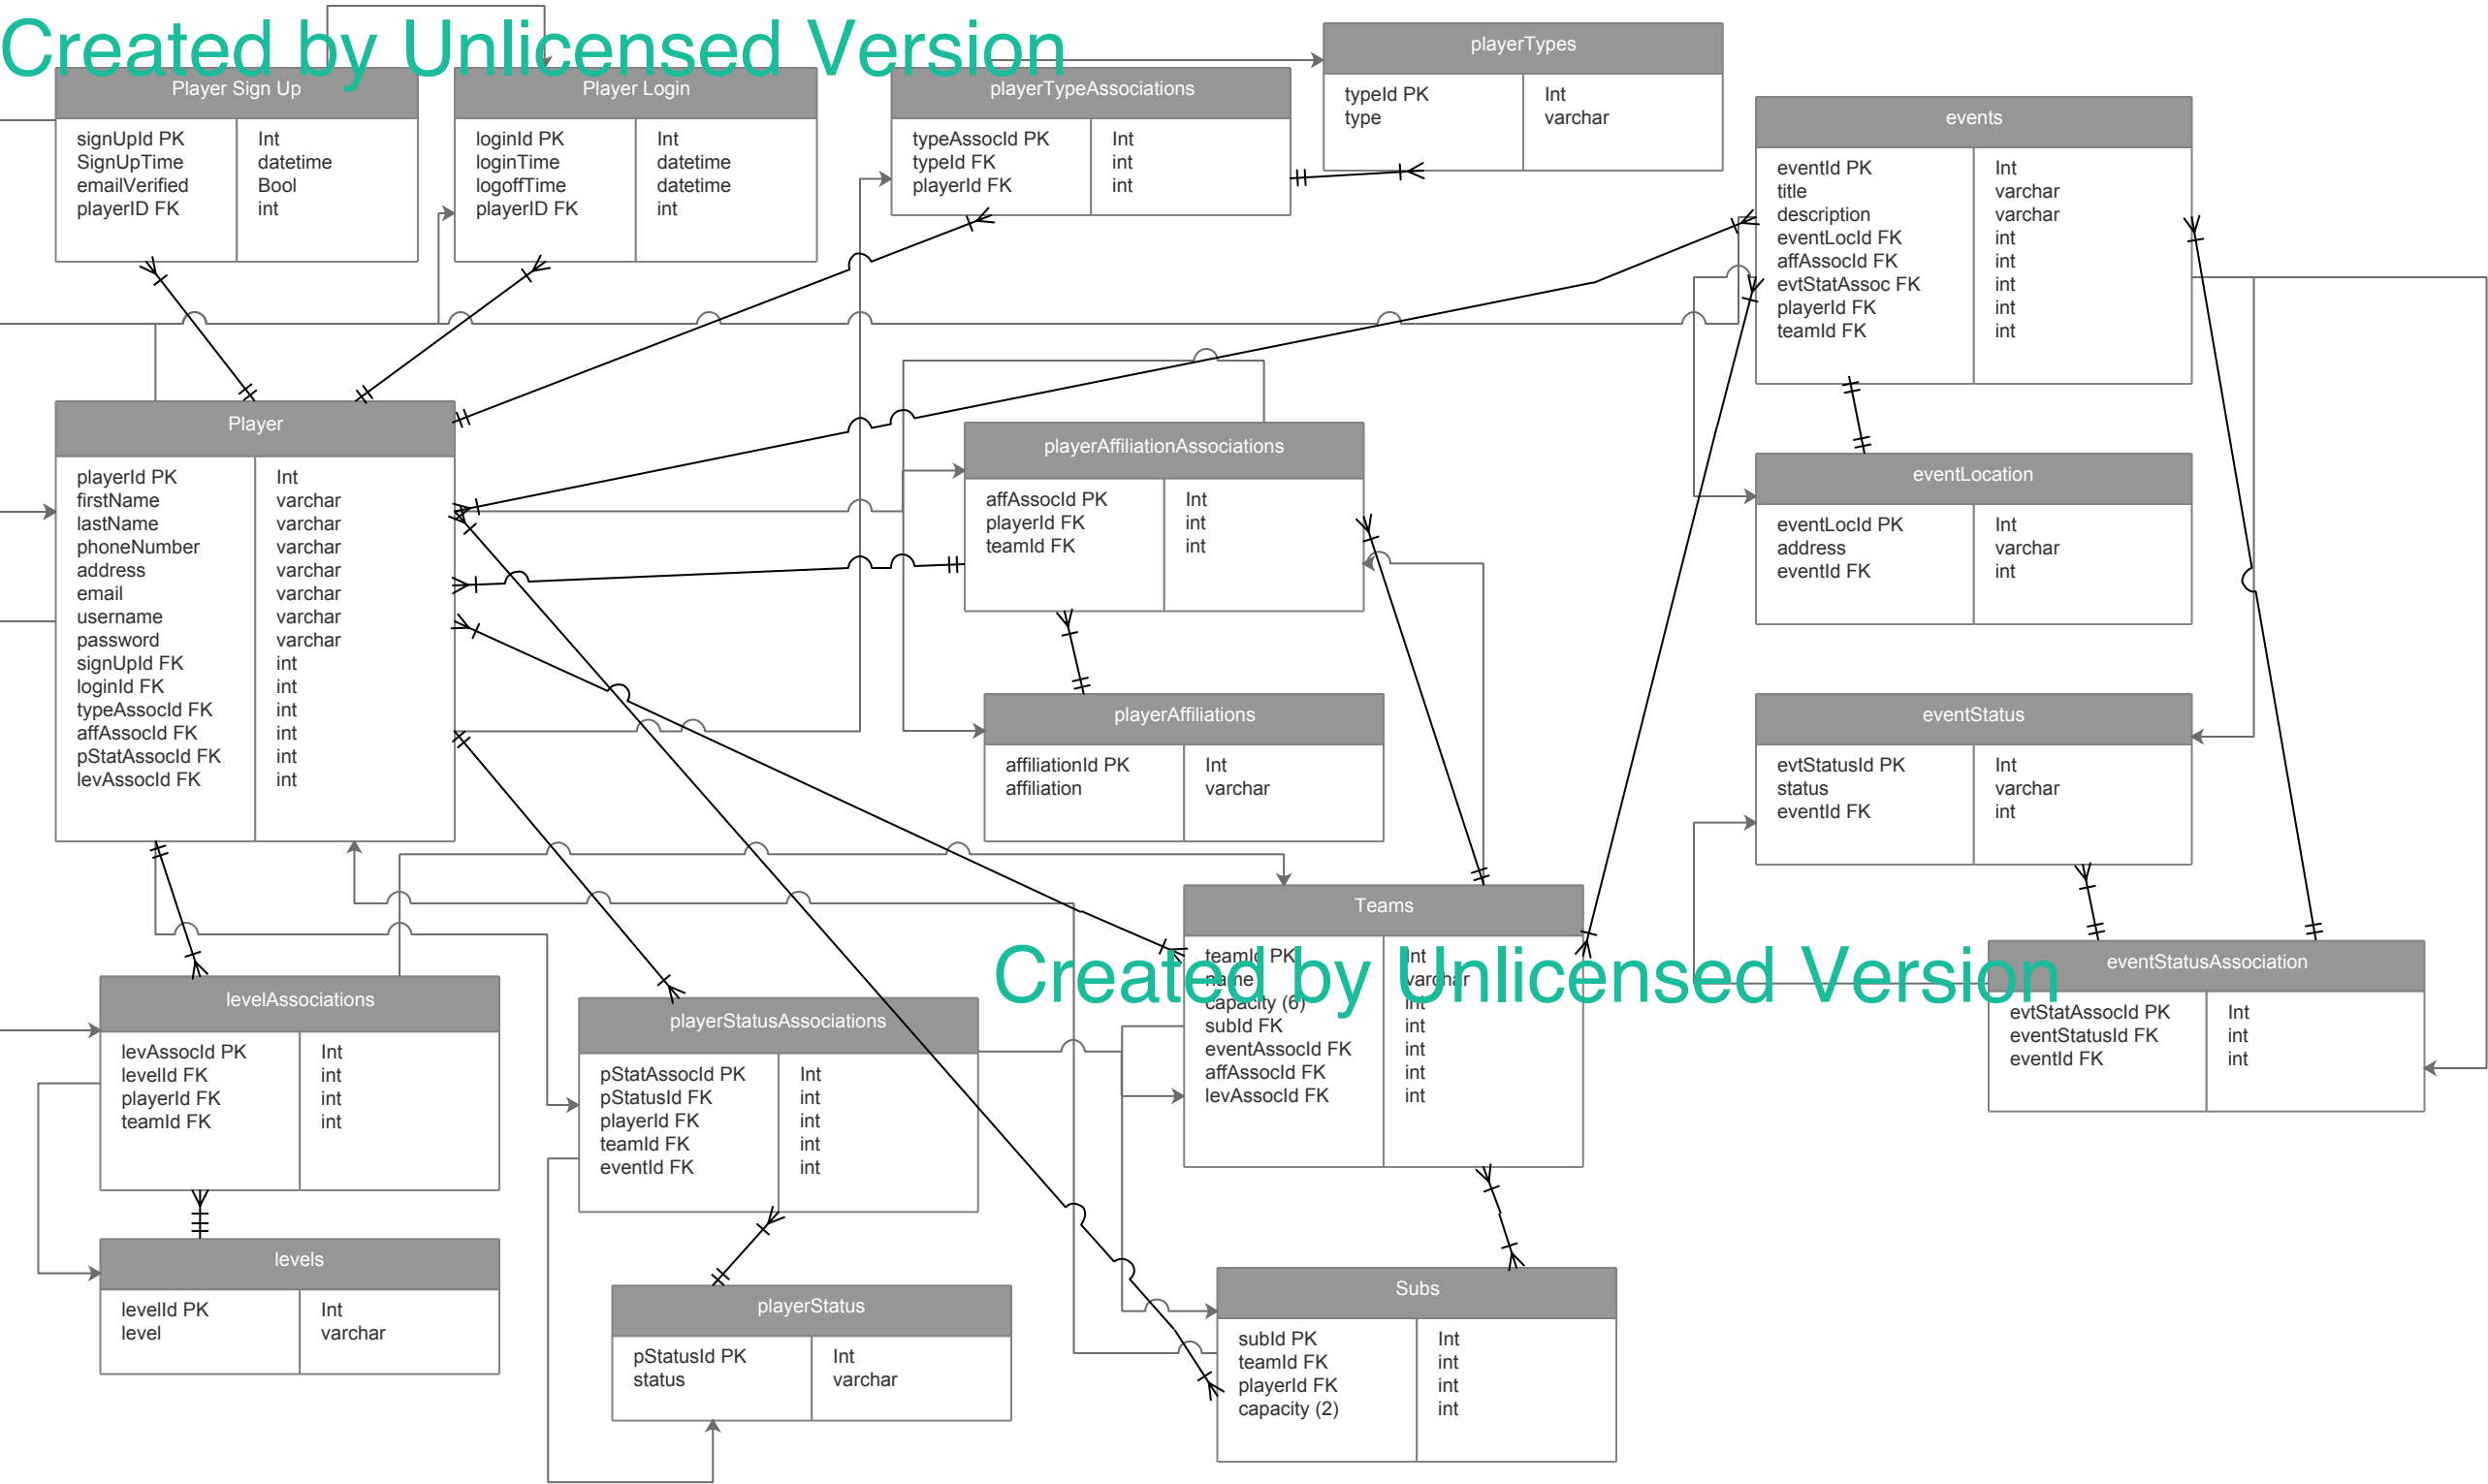 Created by Unlicensed Version
Player Sign Up
signUpId PK Int
SignUpTime datetime
emailVerified Bool
playerID FK int
Player Login
loginId PK Int
loginTime datetime
logoffTime datetime
playerID FK int
playerTypeAssociations
typeAssocId PK Int
typeId FK int
playerId FK int
playerTypes
typeId PK Int
type varchar
events
eventId PK Int
title varchar
description varchar
eventLocId FK int
affAssocId FK int
evtStatAssoc FK int
playerId FK int
teamId FK int
Player
playerId PK Int
firstName varchar
lastName varchar
phoneNumber varchar
address varchar
email varchar
username varchar
password varchar
signUpId FK int
loginId FK int
typeAssocId FK int
affAssocId FK int
pStatAssocId FK int
levAssocId FK int
playerAffiliationAssociations
affAssocId PK Int
playerId FK int
teamId FK int
eventLocation
eventLocId PK Int
address varchar
eventId FK int
playerAffiliations
affiliationId PK Int
affiliation varchar
eventStatus
evtStatusId PK Int
status varchar
eventId FK int
Teams
teamId PK Int
name varchar
capacity (6) int
subId FK int
eventAssocId FK int
affAssocId FK int
levAssocId FK int
Created by Unlicensed Version
eventStatusAssociation
evtStatAssocId PK Int
eventStatusId FK int
eventId FK int
levelAssociations
levAssocId PK Int
levelId FK int
playerId FK int
teamId FK int
playerStatusAssociations
pStatAssocId PK Int
pStatusId FK int
playerId FK int
teamId FK int
eventId FK int
levels
levelId PK Int
level varchar
playerStatus
pStatusId PK Int
status varchar
Subs
subId PK Int
teamId FK int
playerId FK int
capacity (2) int